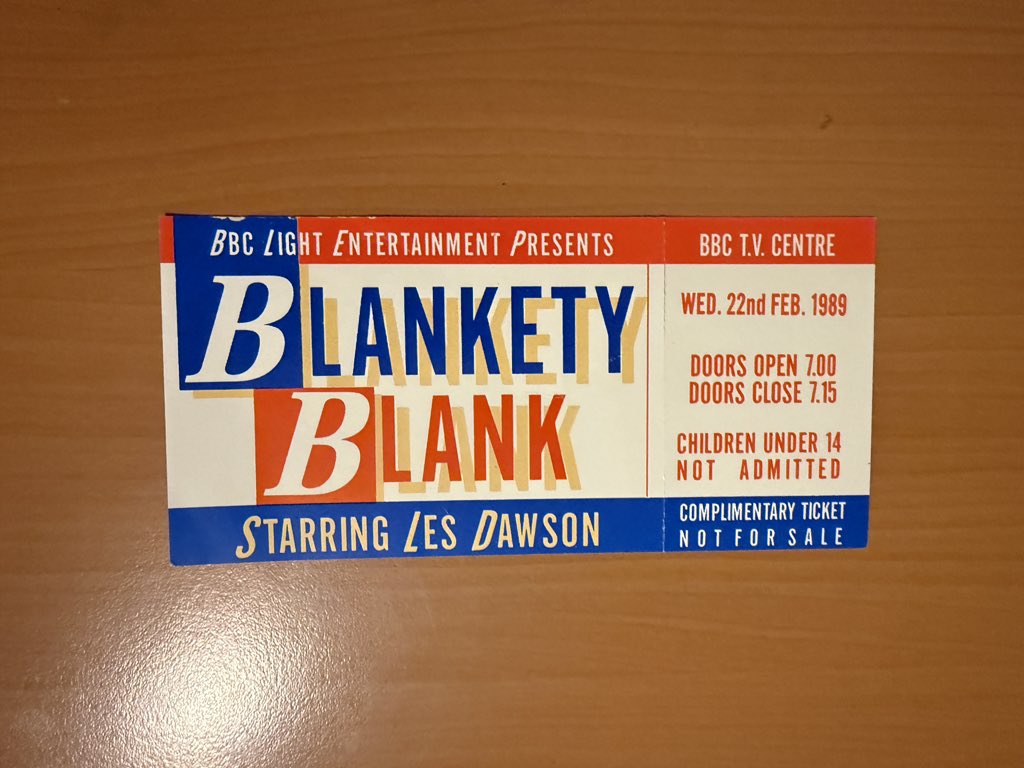 BBC LIGHT ENTERTAINMENT PRESENTS
BLANKETY
BLANK
STARRING LES DAWSON
BBC T.V. CENTRE
WED. 22nd FEB. 1989
DOORS OPEN 7.00
DOORS CLOSE 7.15
CHILDREN UNDER 14
NOT ADMITTED
COMPLIMENTARY TICKET
NOT FOR SALE